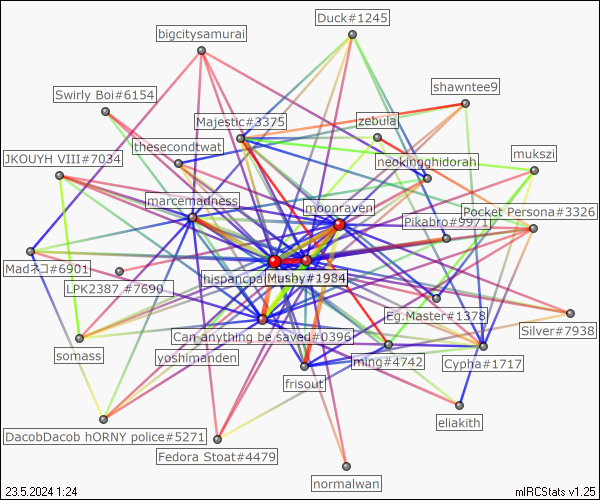 Duck#1245
bigcitysamurai
shawntee9
Swirly Boi#6154
Majestic#3375
zebula
thesecondtwat
mukszi
JKOUYH VIII#7034
neokingghidorah
marcemadness
moonraven
Pocket Persona#3326
Pikabro#9971
Madネコ#6901
hispancpa
Mushy#1984
LPK2387 #7690
Eg.Master#1378
Silver#7938
Can anything be saved#0396
somass
yoshimanden
ming#4742
Cypha#1717
frisout
eliakith
DacobDacob hORNY police#5271
Fedora Stoat#4479
normalwan
23.5.2024 1:24
mIRCStats v1.25